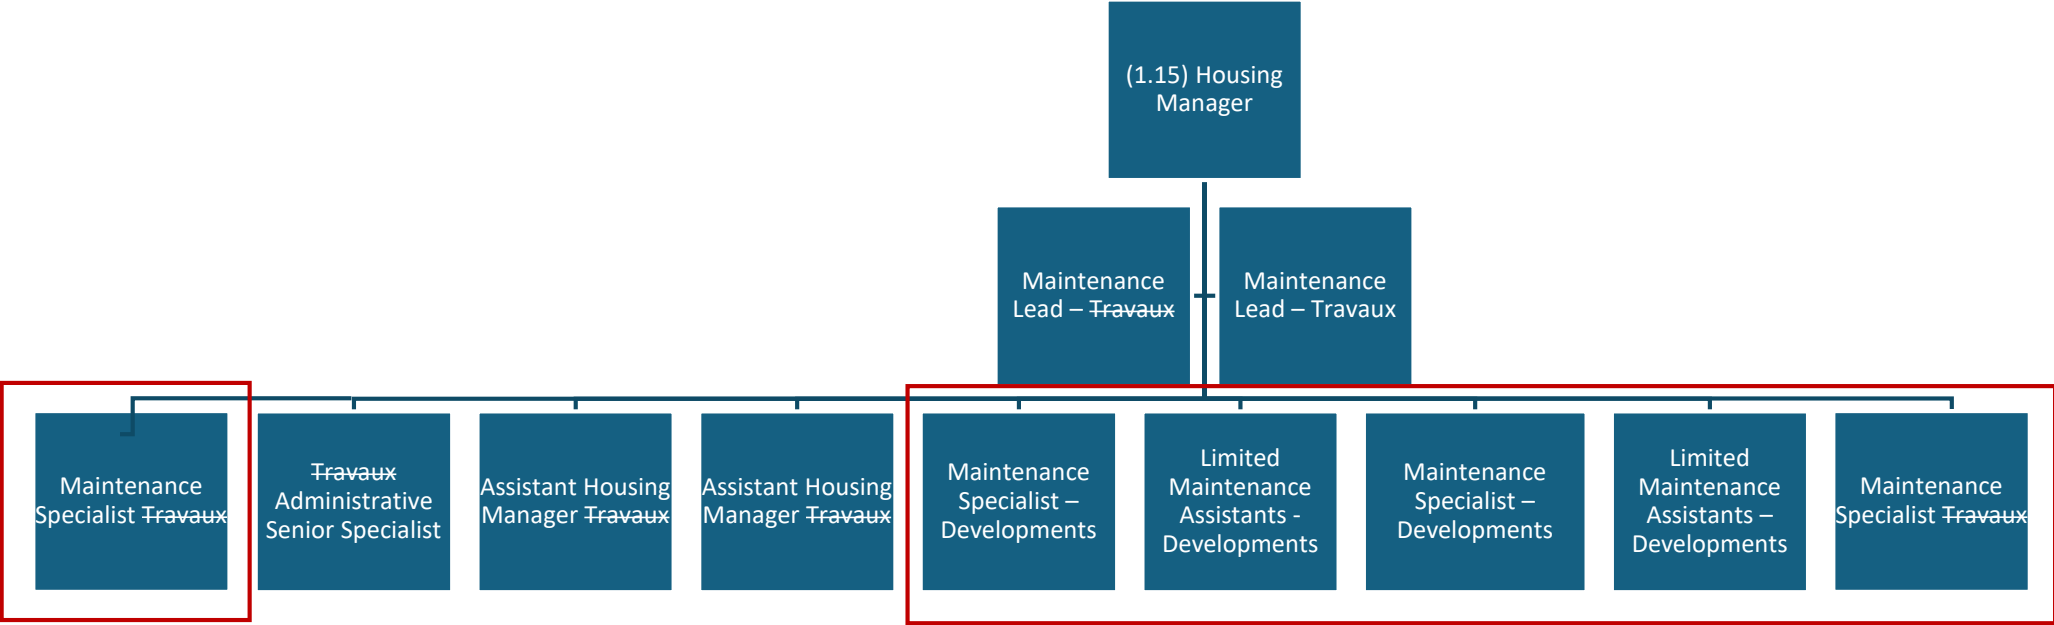 (1.15) Housing
Manager
Maintenance
Lead – Travaux
Maintenance
Lead – Travaux
Maintenance
Specialist Travaux
Travaux
Administrative
Senior Specialist
Assistant Housing
Manager Travaux
Assistant Housing
Manager Travaux
Maintenance
Specialist –
Developments
Limited
Maintenance
Assistants -
Developments
Maintenance
Specialist –
Developments
Limited
Maintenance
Assistants –
Developments
Maintenance
Specialist Travaux